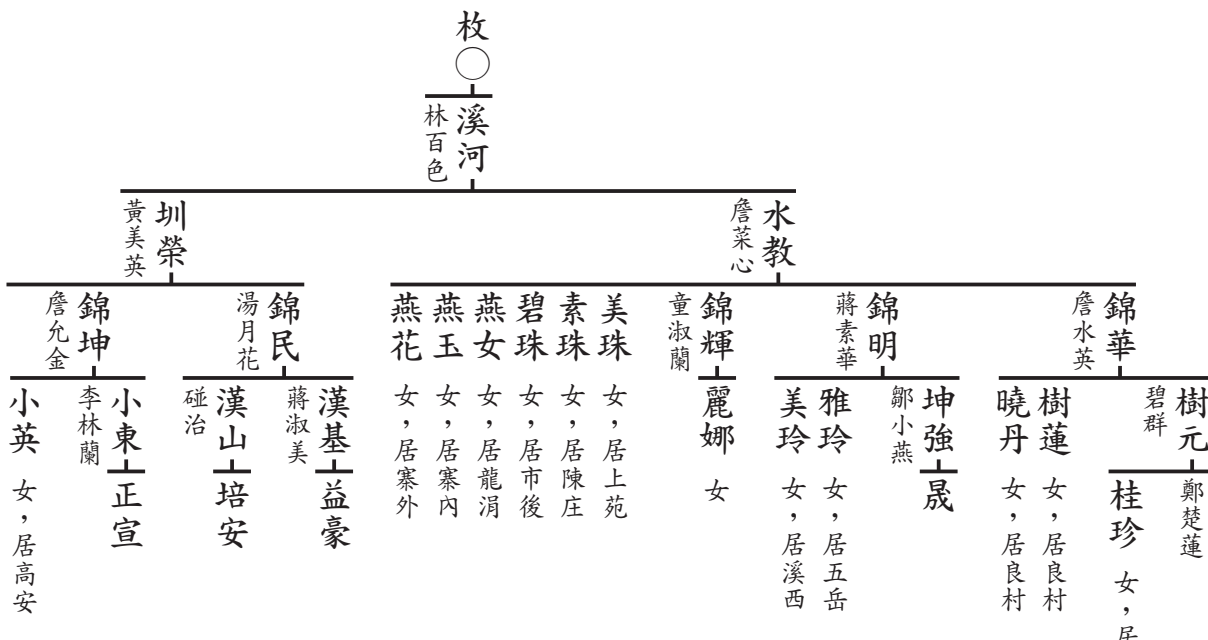 枚
溪河
林百色
水教
詹菜心
圳榮
黃美英
錦華
詹水英
錦明
蔣素華
錦輝
童淑蘭
美珠 女，居上苑
素珠 女，居陳庄
碧珠 女，居市後
燕女 女，居龍涓
燕玉 女，居寨內
燕花 女，居寨外
錦民
湯月花
錦坤
詹允金
樹元
碧群
樹蓮 女，居良村
曉丹 女，居良村
坤強
鄒小燕
雅玲 女，居五岳
美玲 女，居溪西
麗娜 女
漢基
蔣淑美
漢山
碰治
小東
李林蘭
小英 女，居高安
鄭楚蓮
桂珍 女，居
晟
益豪
培安
正宣